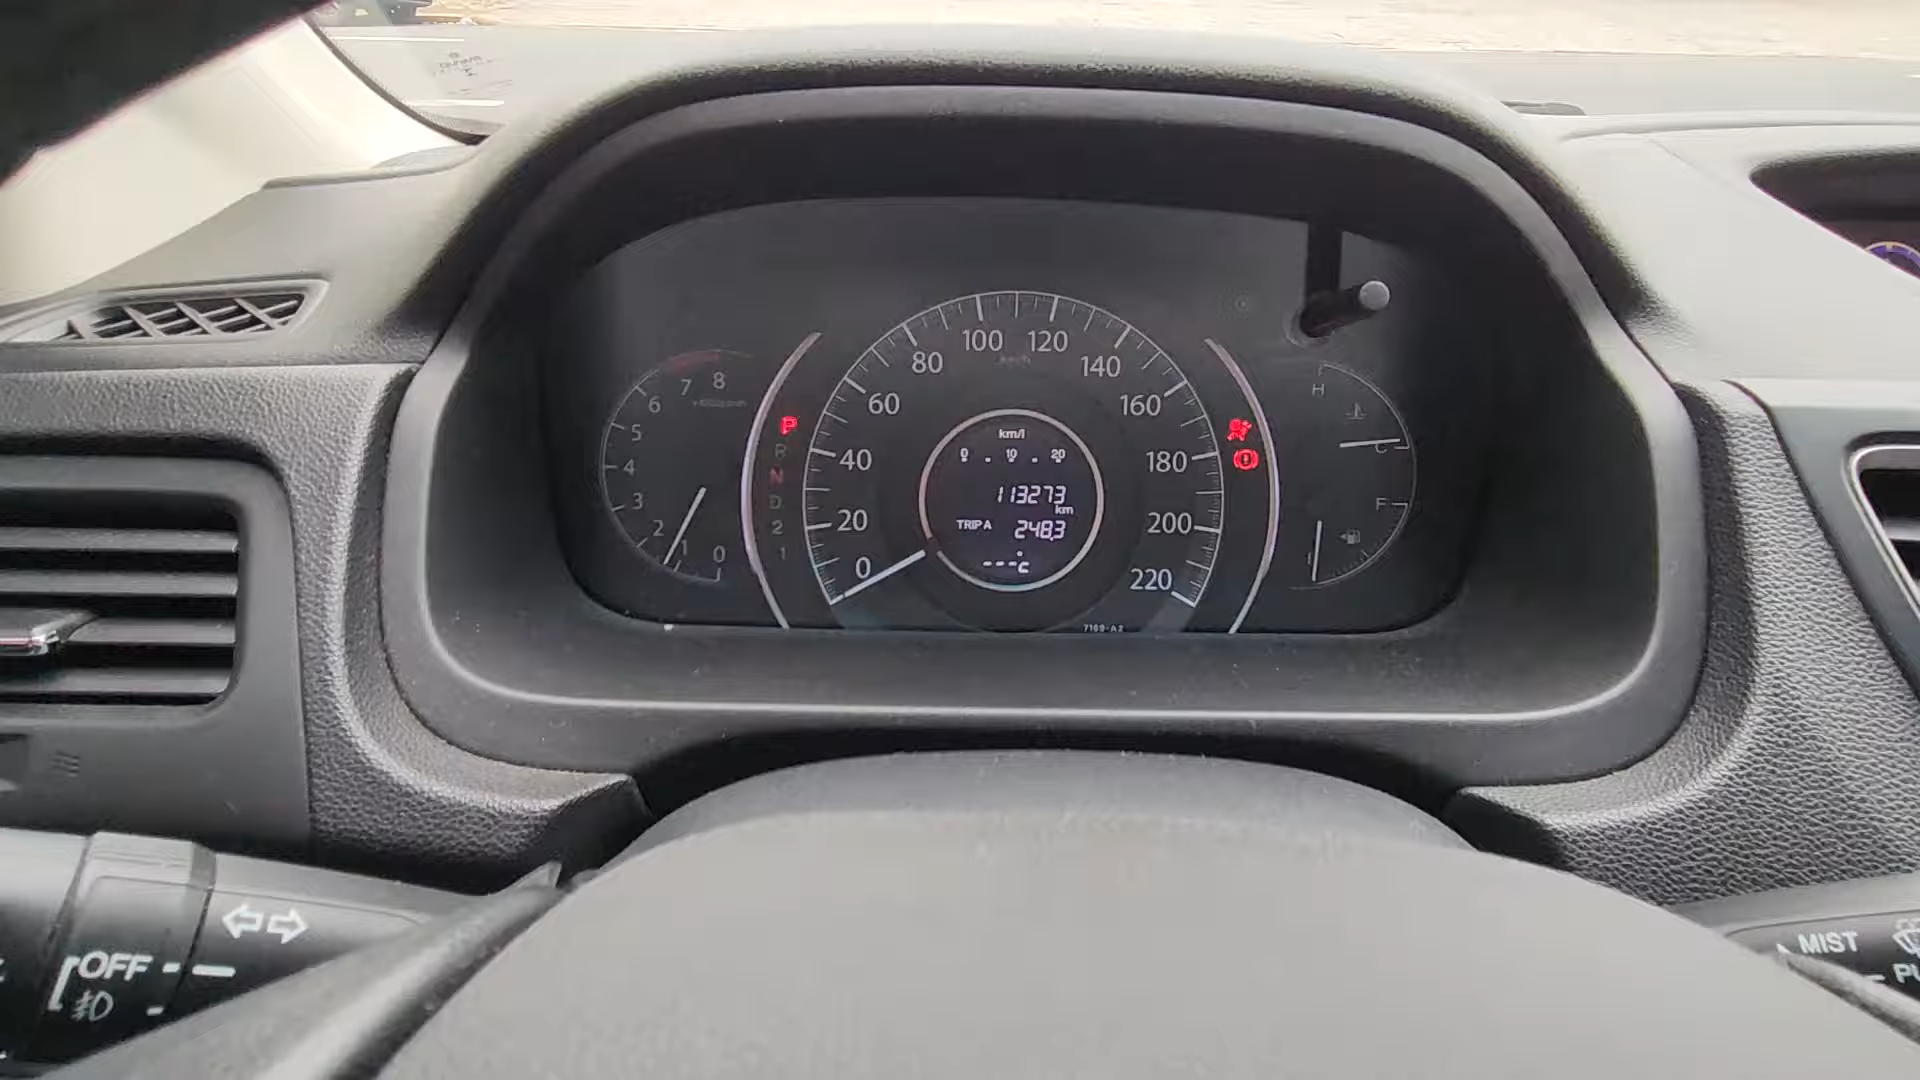 100 120
80 140
km/h
60 160
40 180
20 200
0 220
8
7
6
5
4
3
2
1
0
P
R
N
D
2
1
km/l
0 . 10 . 20
113273
km
TRIP A 248.3
---°C
H
C
F
7169-A2
OFF
MIST